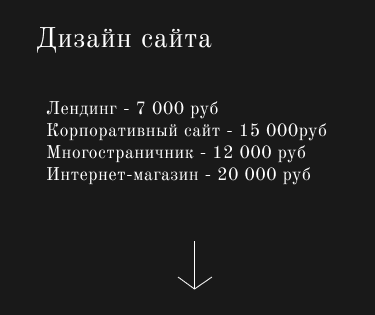 Дизайн сайта
Лендинг - 7 000 руб
Корпоративный сайт - 15 000руб
Многостраничник - 12 000 руб
Интернет-магазин - 20 000 руб